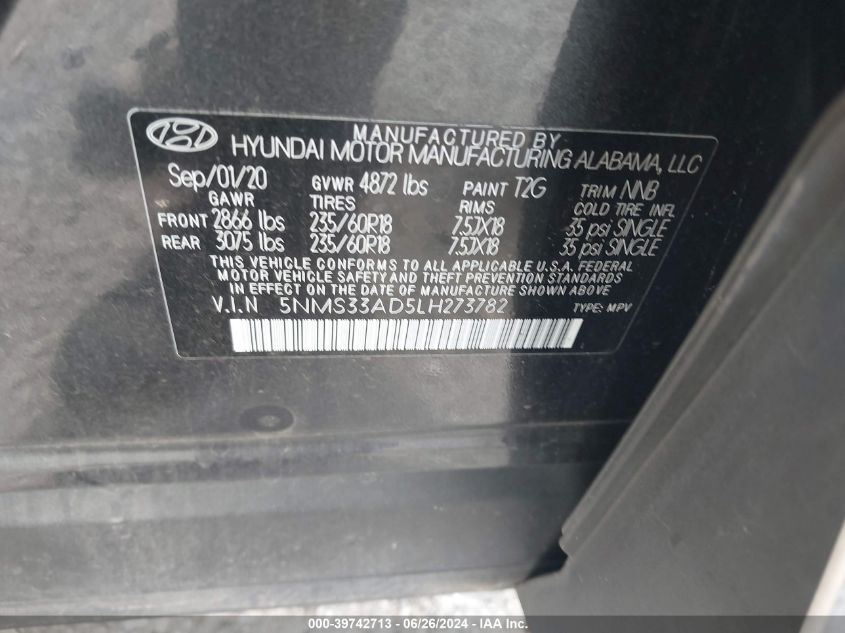 MANUFACTURED BY
HYUNDAI MOTOR MANUFACTURING ALABAMA, LLC
Sep/01/20 GVWR 4872 lbs PAINT T2G TRIM NNB
GAWR TIRES RIMS COLD TIRE INFL
FRONT 2866 lbs 235/60R18 7.5JX18 35 psi SINGLE
REAR 3075 lbs 235/60R18 7.5JX18 35 psi SINGLE
THIS VEHICLE CONFORMS TO ALL APPLICABLE U.S.A. FEDERAL
MOTOR VEHICLE SAFETY, BUMPER, AND THEFT PREVENTION STANDARDS
IN EFFECT ON THE DATE OF MANUFACTURE SHOWN ABOVE.
V.I.N 5NMS33AD5LH273782 TYPE: MPV
000-39742713 - 06/26/2024 - IAAI.com